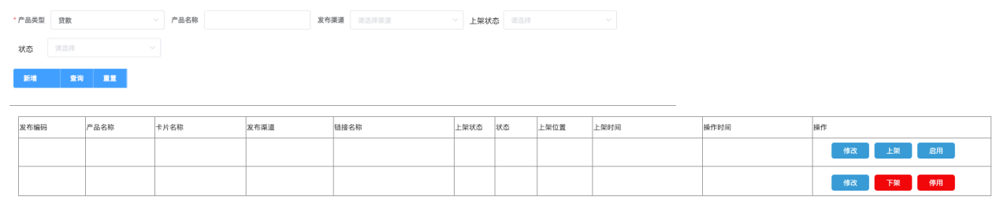 * 产品类型 贷款 产品名称 发布渠道 请选择渠道 上架状态 请选择
状态 请选择
新增 查询 重置
发布编码 产品名称 卡片名称 发布渠道 链接名称 上架状态 状态 上架位置 上架时间 操作时间 操作
修改 上架 启用
修改 下架 停用